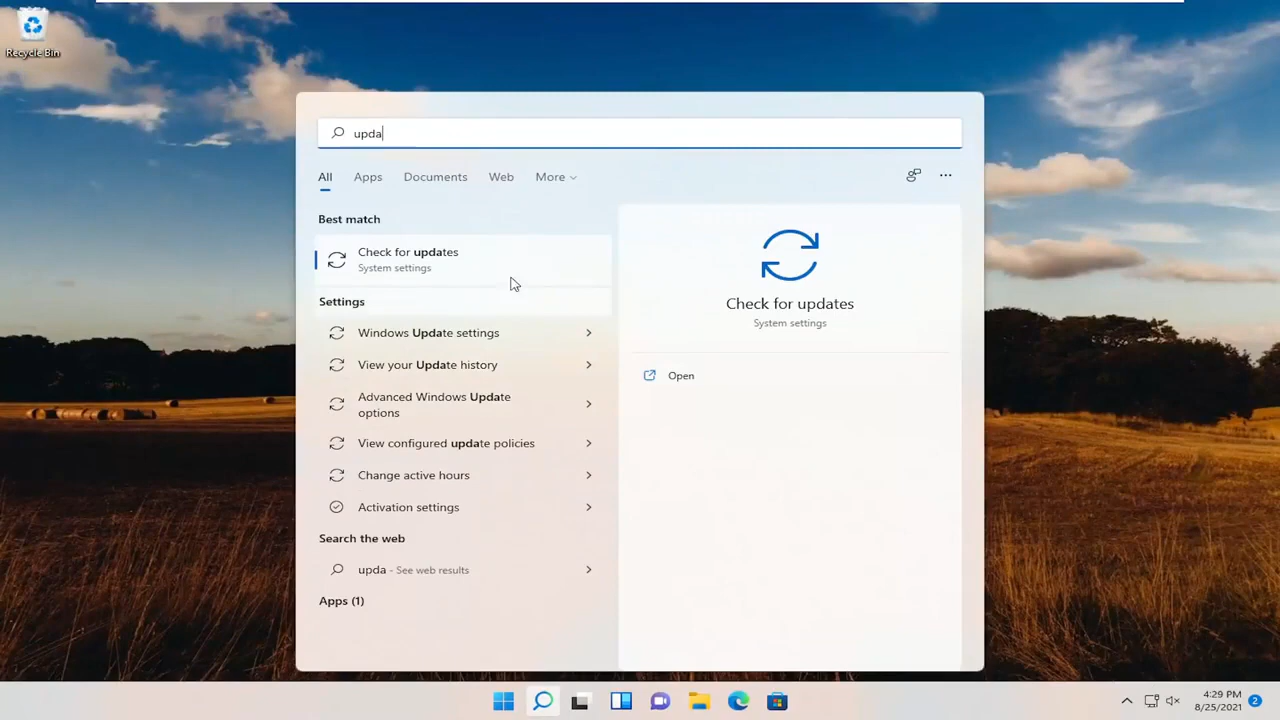 Recycle Bin
upda
All Apps Documents Web More
Best match
Check for updates
System settings
Settings
Windows Update settings
View your Update history
Advanced Windows Update
options
View configured update policies
Change active hours
Activation settings
Search the web
upda - See web results
Apps (1)
Check for updates
System settings
Open
4:29 PM
8/25/2021
2